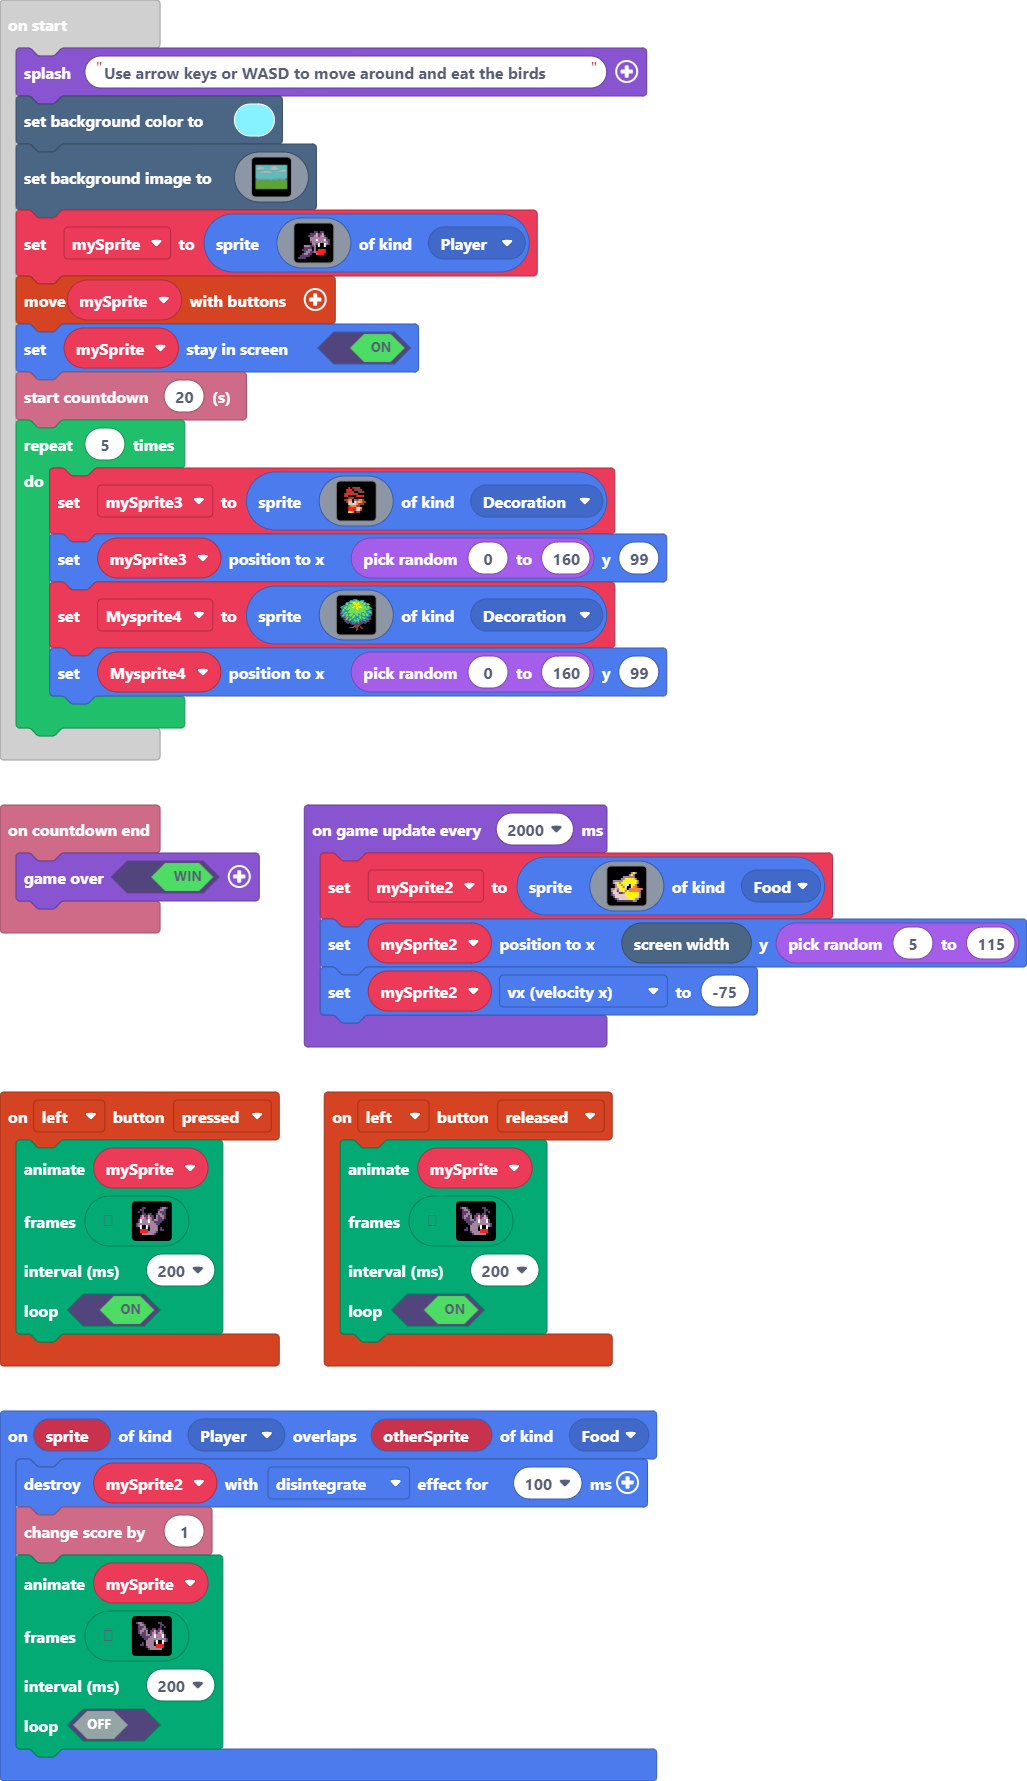 on start
splash "Use arrow keys or WASD to move around and eat the birds"
set background color to
set background image to
set mySprite to sprite of kind Player
move mySprite with buttons
set mySprite stay in screen ON
start countdown 20 (s)
repeat 5 times
do
set mySprite3 to sprite of kind Decoration
set mySprite3 position to x pick random 0 to 160 y 99
set Mysprite4 to sprite of kind Decoration
set Mysprite4 position to x pick random 0 to 160 y 99
on countdown end
game over WIN
on game update every 2000 ms
set mySprite2 to sprite of kind Food
set mySprite2 position to x screen width y pick random 5 to 115
set mySprite2 vx (velocity x) to -75
on left button pressed
animate mySprite
frames
interval (ms) 200
loop ON
on left button released
animate mySprite
frames
interval (ms) 200
loop ON
on sprite of kind Player overlaps otherSprite of kind Food
destroy mySprite2 with disintegrate effect for 100 ms
change score by 1
animate mySprite
frames
interval (ms) 200
loop OFF